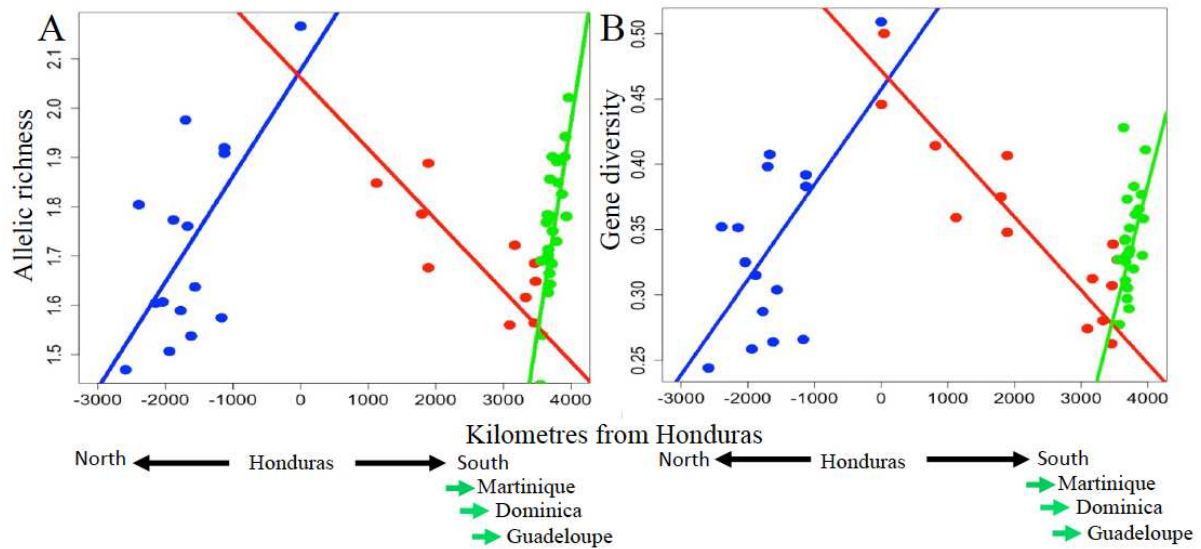 A
Allelic richness
2.1
2.0
1.9
1.8
1.7
1.6
1.5
-3000 -2000 -1000 0 1000 2000 3000 4000
B
Gene diversity
0.50
0.45
0.40
0.35
0.30
0.25
-3000 -2000 -1000 0 1000 2000 3000 4000
Kilometres from Honduras
North Honduras South
Martinique
Dominica
Guadeloupe
North Honduras South
Martinique
Dominica
Guadeloupe